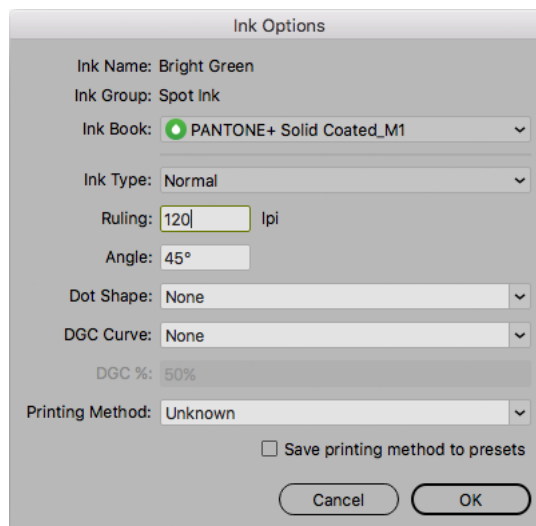 Ink Options
Ink Name: Bright Green
Ink Group: Spot Ink
Ink Book: PANTONE+ Solid Coated_M1
Ink Type: Normal
Ruling: 120 lpi
Angle: 45°
Dot Shape: None
DGC Curve: None
DGC %: 50%
Printing Method: Unknown
Save printing method to presets
Cancel OK